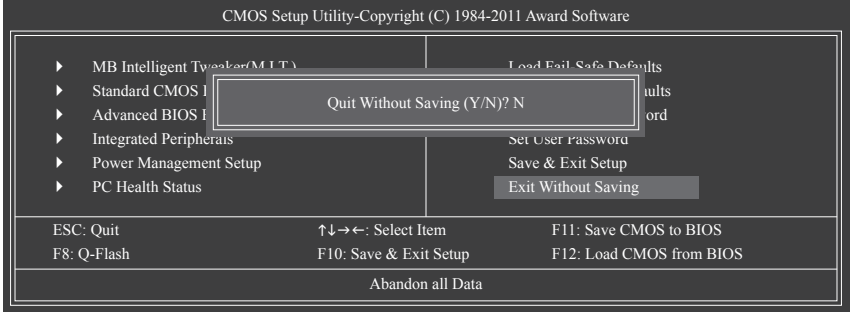 CMOS Setup Utility-Copyright (C) 1984-2011 Award Software
MB Intelligent Tweaker(M.I.T.)
Standard CMOS
Advanced BIOS
Integrated Peripherals
Power Management Setup
PC Health Status
Load Fail-Safe Defaults
Set User Password
Save & Exit Setup
Exit Without Saving
Quit Without Saving (Y/N)? N
ESC: Quit
↑↓→←: Select Item
F11: Save CMOS to BIOS
F8: Q-Flash
F10: Save & Exit Setup
F12: Load CMOS from BIOS
Abandon all Data